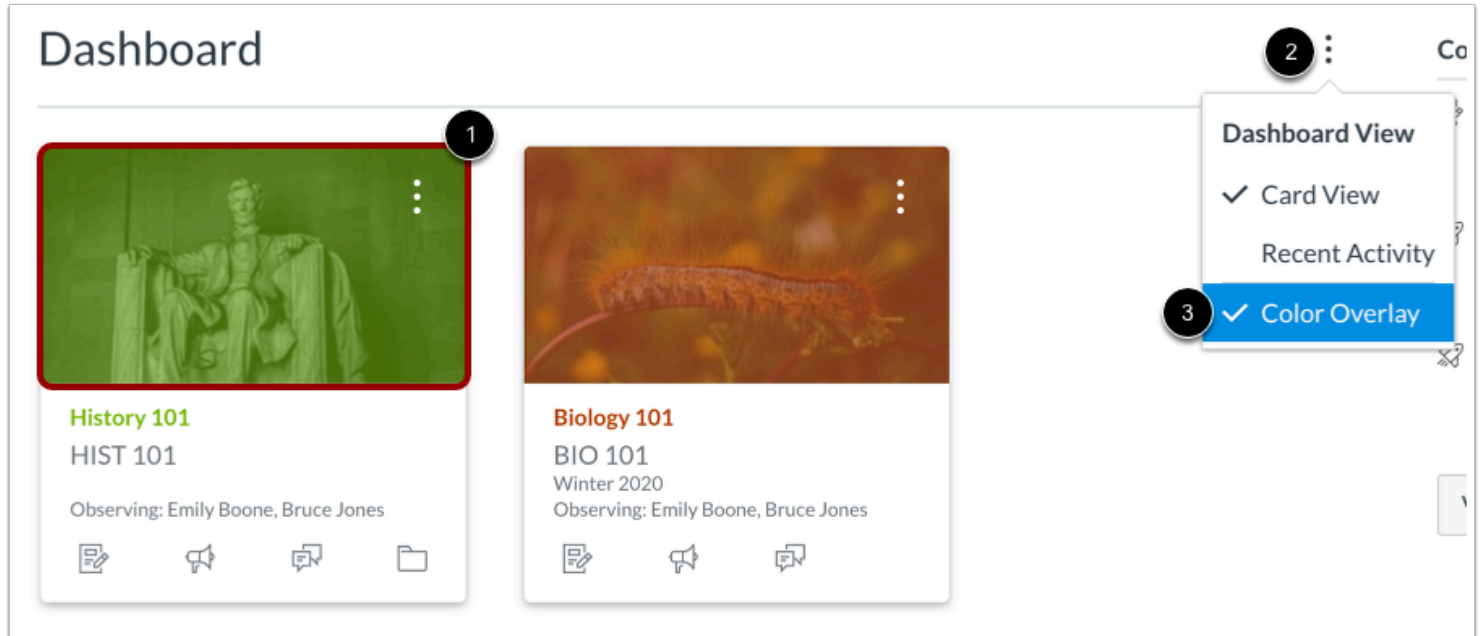 Dashboard
2
Co
1
Dashboard View
Card View
Recent Activity
3
Color Overlay
History 101
HIST 101
Observing: Emily Boone, Bruce Jones
Biology 101
BIO 101
Winter 2020
Observing: Emily Boone, Bruce Jones